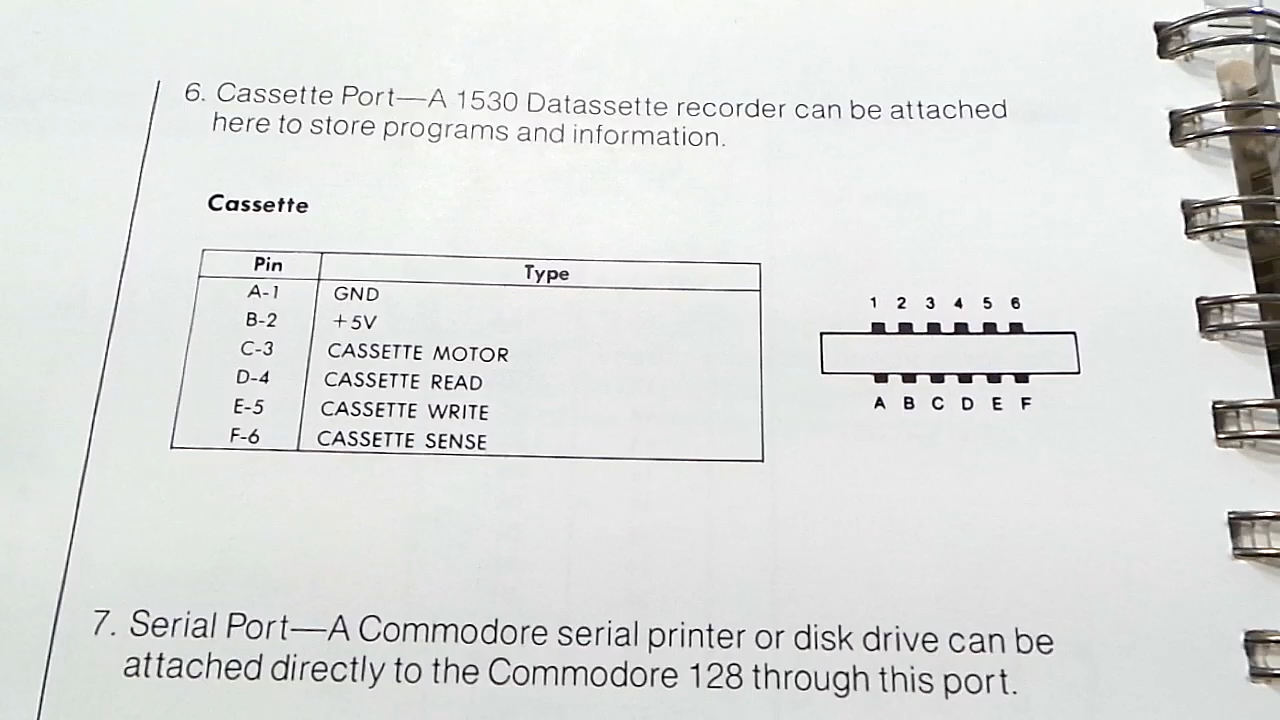 6. Cassette Port—A 1530 Datassette recorder can be attached
here to store programs and information.
Cassette
Pin Type
A-1 GND
B-2 +5V
C-3 CASSETTE MOTOR
D-4 CASSETTE READ
E-5 CASSETTE WRITE
F-6 CASSETTE SENSE
1 2 3 4 5 6
A B C D E F
7. Serial Port—A Commodore serial printer or disk drive can be
attached directly to the Commodore 128 through this port.